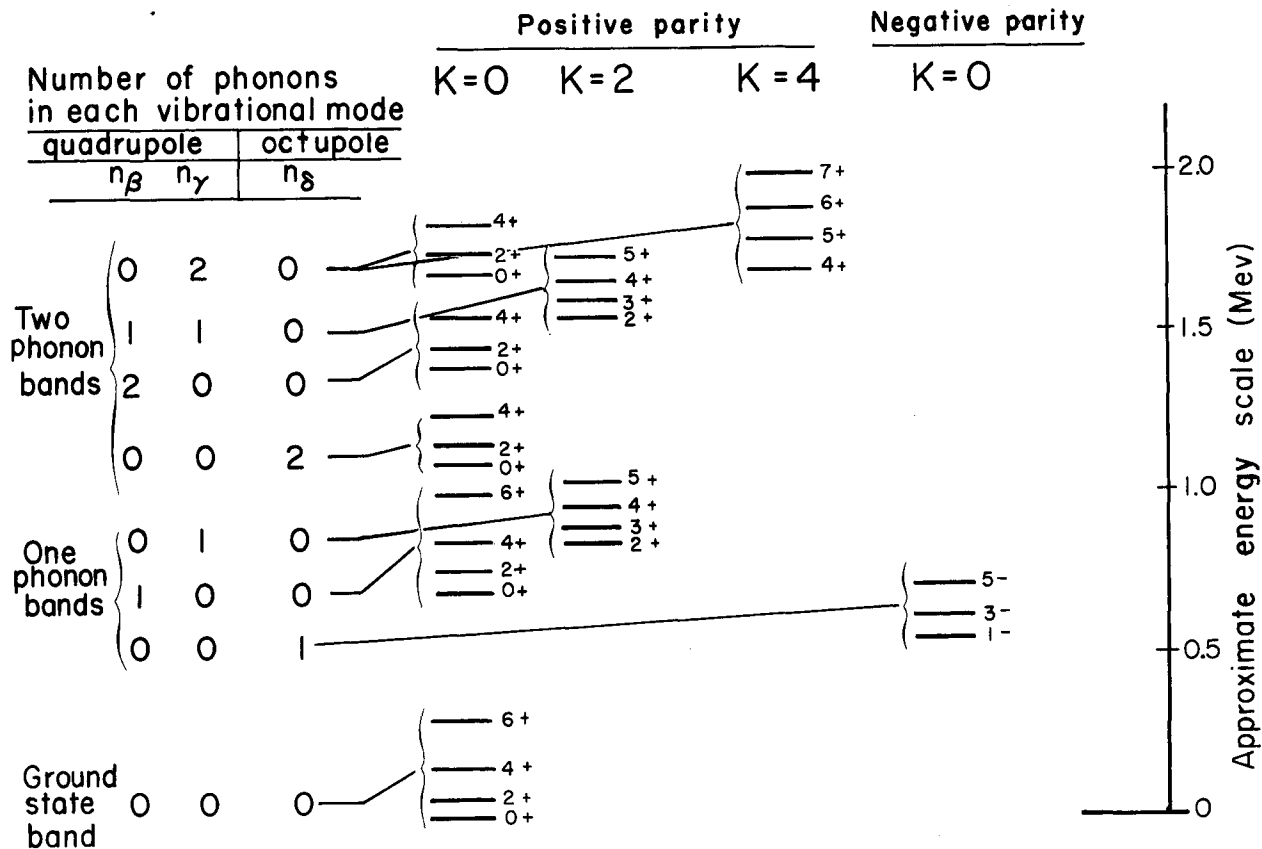 Positive parity
Negative parity
K=0 K=2 K=4 K=0
Number of phonons
in each vibrational mode
quadrupole octupole
nβ nγ nδ
Two
phonon
bands
0 2 0
1 1 0
2 0 0
0 0 2
One
phonon
bands
0 1 0
1 0 0
0 0 1
Ground
state
band
0 0 0
4+
2+
0+
4+
2+
0+
4+
2+
0+
6+
4+
2+
0+
6+
4+
2+
0+
5+
4+
3+
2+
5+
4+
3+
2+
7+
6+
5+
4+
5-
3-
1-
2.0
1.5
1.0
0.5
0
Approximate energy scale (Mev)